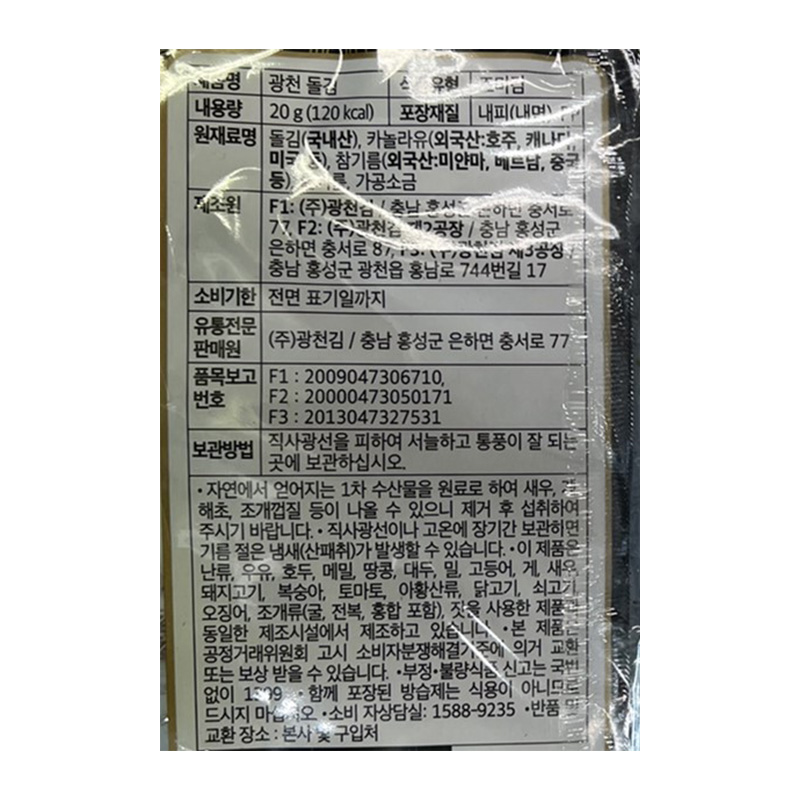 제품명 광천 돌김 식품유형 조미김
내용량 20 g (120 kcal) 포장재질 내피(내면) PP
원재료명 돌김(국내산), 카놀라유(외국산:호주, 캐나다,
미국 등), 참기름(외국산:미얀마, 베트남, 중국
등), 가공소금
제조원 F1: (주)광천김 / 충남 홍성군 은하면 충서로
77, F2: (주)광천김 제2공장 / 충남 홍성군
은하면 충서로 87, F3: (주)광천김 제3공장 /
충남 홍성군 광천읍 홍남로 744번길 17
소비기한 전면 표기일까지
유통전문 판매원 (주)광천김 / 충남 홍성군 은하면 충서로 77
품목보고 F1 : 2009047306710,
번호 F2 : 20000473050171
F3 : 2013047327531
보관방법 직사광선을 피하여 서늘하고 통풍이 잘 되는
곳에 보관하십시오.
•자연에서 얻어지는 1차 수산물을 원료로 하여 새우, 게,
해초, 조개껍질 등이 나올 수 있으니 제거 후 섭취하여
주시기 바랍니다. •직사광선이나 고온에 장기간 보관하면
기름 절은 냄새(산패취)가 발생할 수 있습니다. •이 제품은
난류, 우유, 호두, 메밀, 땅콩, 대두, 밀, 고등어, 게, 새우,
돼지고기, 복숭아, 토마토, 아황산류, 닭고기, 쇠고기,
오징어, 조개류(굴, 전복, 홍합 포함), 잣을 사용한 제품과
동일한 제조시설에서 제조하고 있습니다. •본 제품은
공정거래위원회 고시 소비자분쟁해결기준에 의거 교환
또는 보상 받을 수 있습니다. •부정•불량식품 신고는 국번
없이 1399 •함께 포장된 방습제는 식용이 아니므로
드시지 마십시오 •소비자상담실: 1588-9235 •반품 및
교환 장소 : 본사 및 구입처